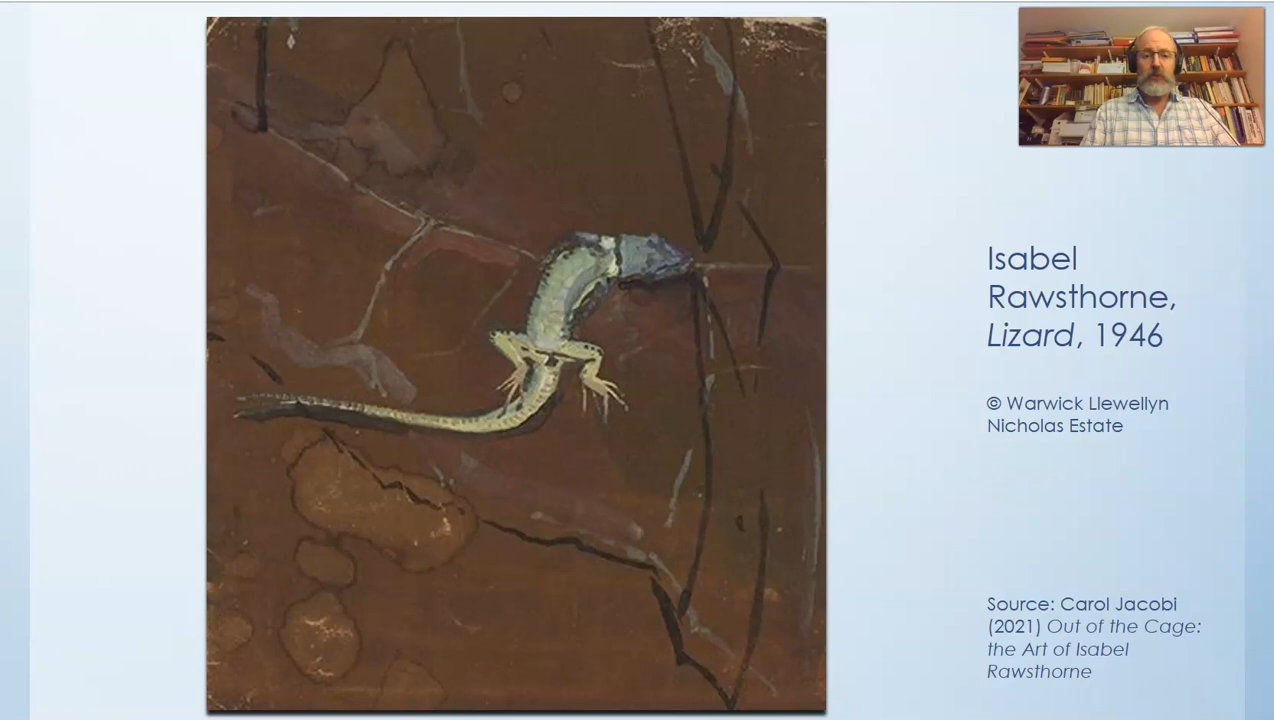 Isabel
Rawsthorne,
Lizard, 1946
© Warwick Llewellyn
Nicholas Estate
Source: Carol Jacobi
(2021) Out of the Cage:
the Art of Isabel
Rawsthorne